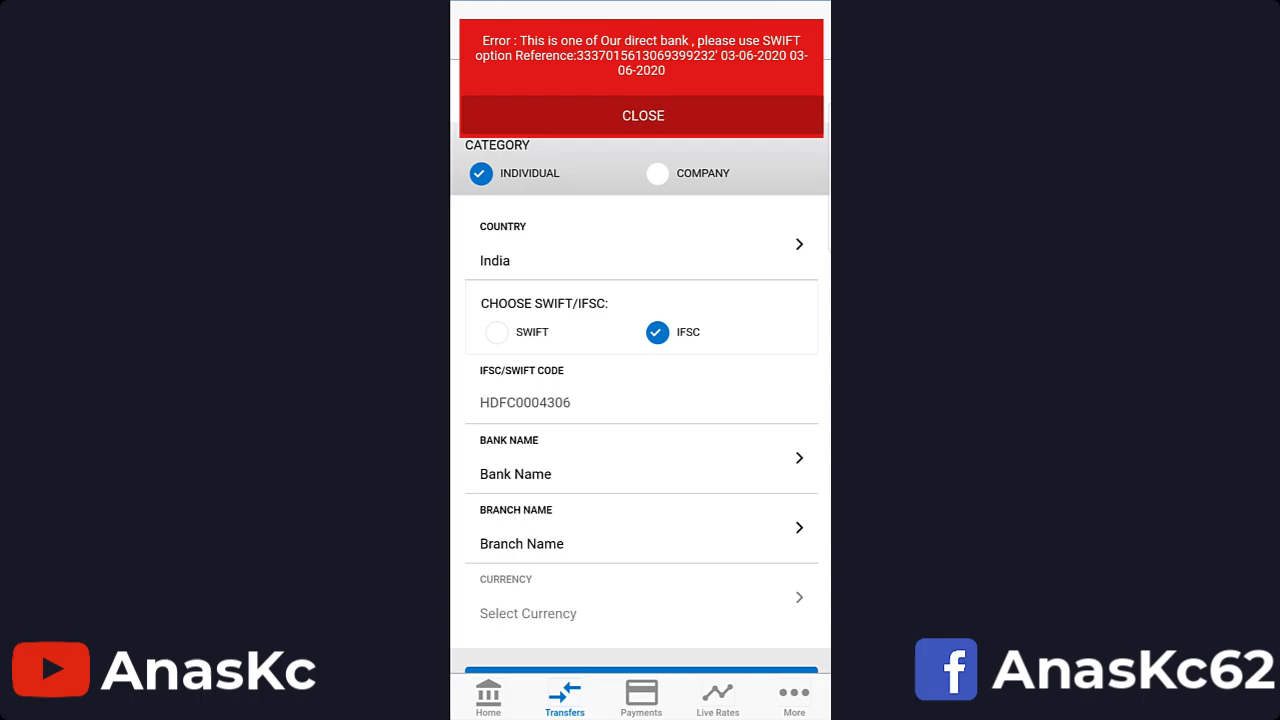 Error : This is one of Our direct bank , please use SWIFT
option Reference:3337015613069399232' 03-06-2020 03-
06-2020
CLOSE
CATEGORY
INDIVIDUAL
COMPANY
COUNTRY
India
CHOOSE SWIFT/IFSC:
SWIFT
IFSC
IFSC/SWIFT CODE
HDFC0004306
BANK NAME
Bank Name
BRANCH NAME
Branch Name
CURRENCY
Select Currency
AnasKc
AnasKc62
Home
Transfers
Payments
Live Rates
More